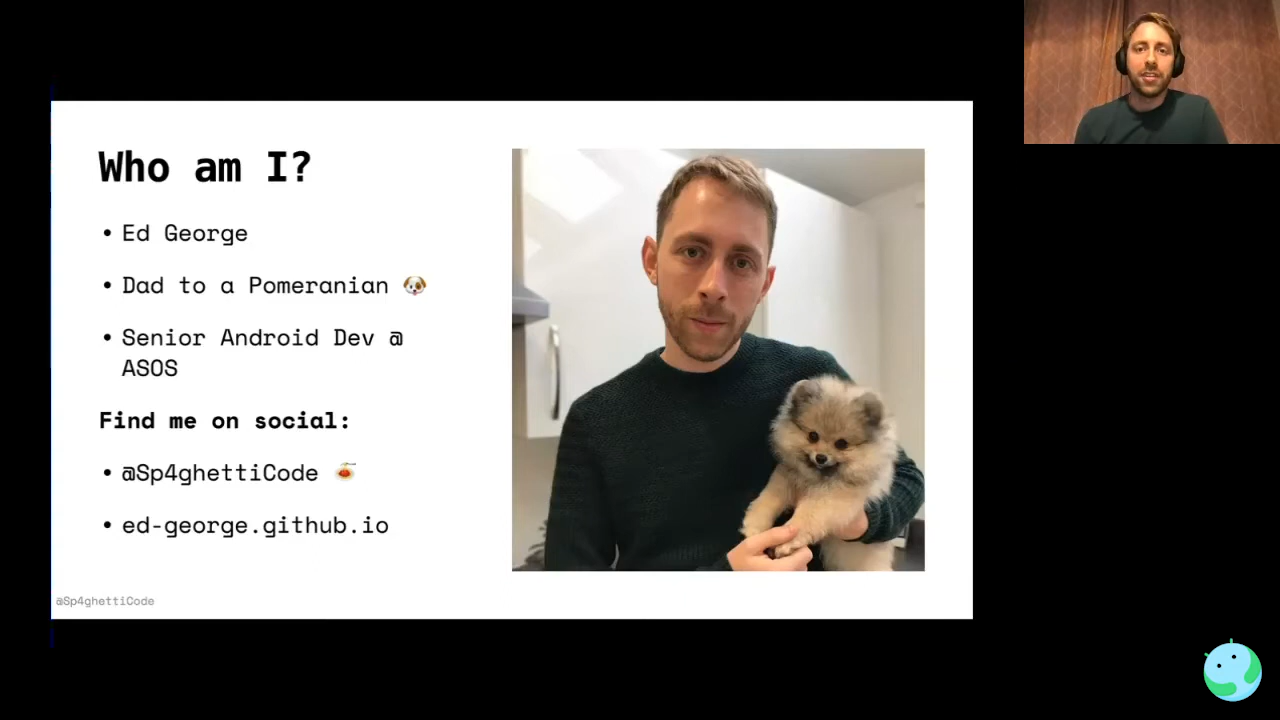 Who am I?
• Ed George
• Dad to a Pomeranian 🐶
• Senior Android Dev @
ASOS
Find me on social:
• @Sp4ghettiCode 🍝
• ed-george.github.io
@Sp4ghettiCode